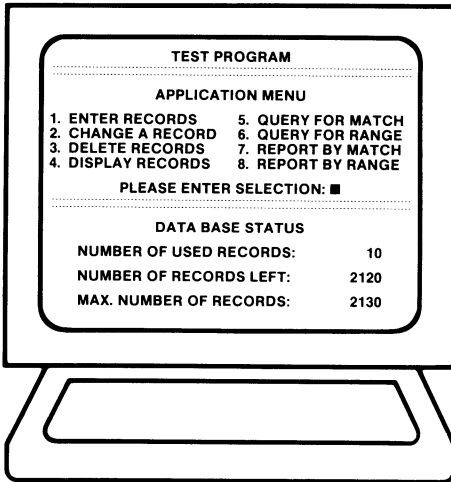 TEST PROGRAM
APPLICATION MENU
1. ENTER RECORDS 5. QUERY FOR MATCH
2. CHANGE A RECORD 6. QUERY FOR RANGE
3. DELETE RECORDS 7. REPORT BY MATCH
4. DISPLAY RECORDS 8. REPORT BY RANGE
PLEASE ENTER SELECTION: ■
DATA BASE STATUS
NUMBER OF USED RECORDS: 10
NUMBER OF RECORDS LEFT: 2120
MAX. NUMBER OF RECORDS: 2130